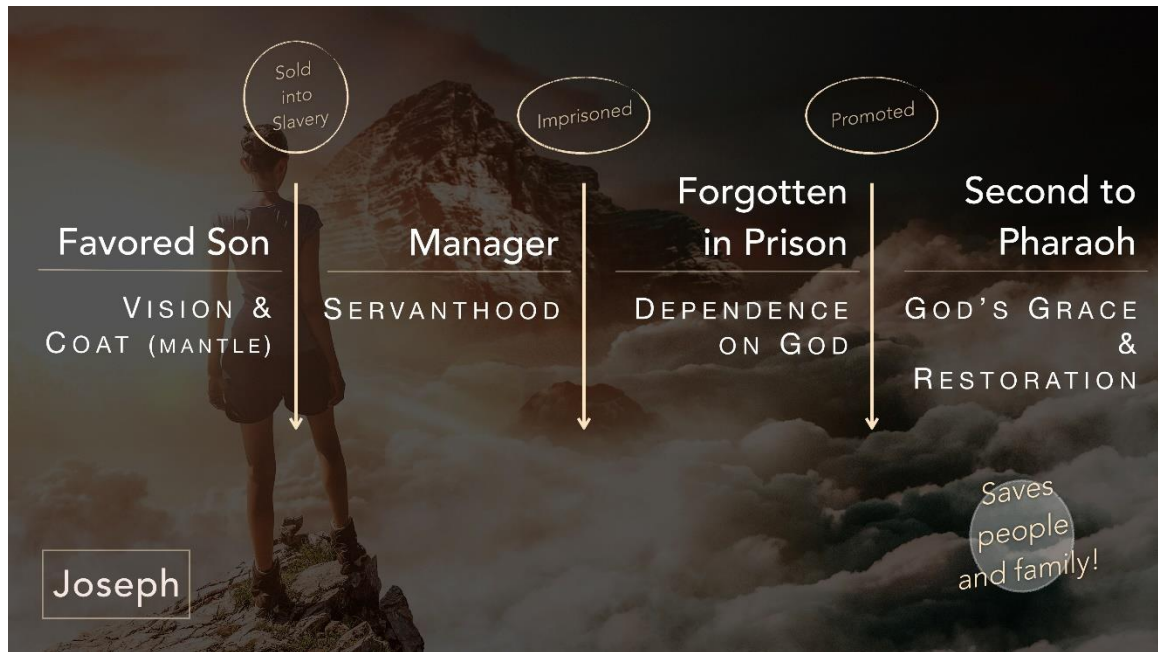 Sold
into
Slavery
Imprisoned
Promoted
Favored Son
VISION &
COAT (MANTLE)
Manager
SERVANTHOOD
Forgotten
in Prison
DEPENDENCE
ON GOD
Second to
Pharaoh
GOD'S GRACE
&
RESTORATION
Saves
people
and family!
Joseph